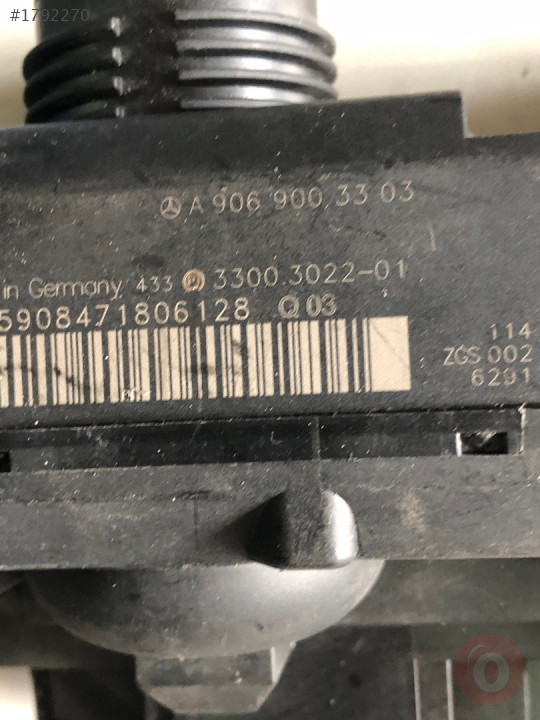 #1792270
A 906 900 33 03
in Germany 433 3300.3022-01
5908471806128 Q 03
114
ZGS 002
6291